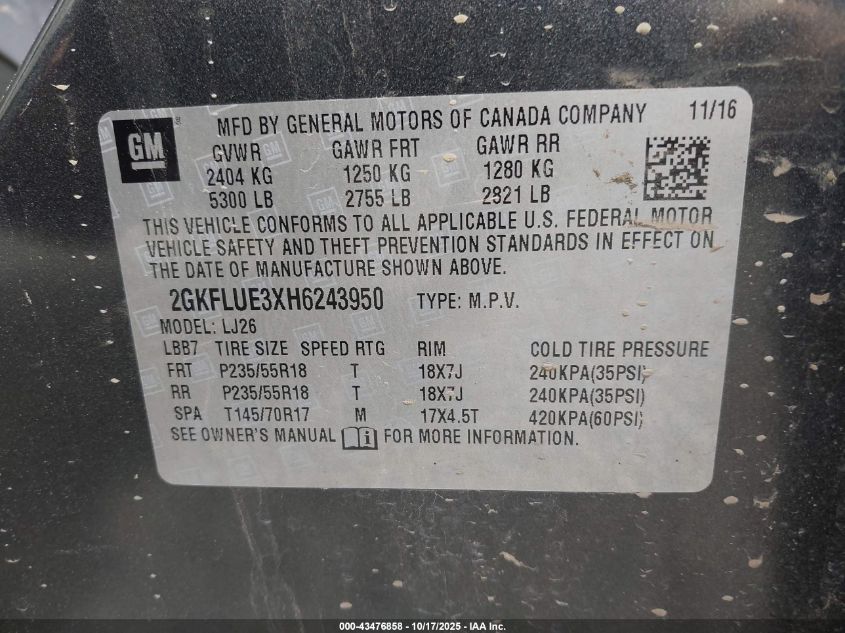 GM
MFD BY GENERAL MOTORS OF CANADA COMPANY 11/16
GVWR GAWR FRT GAWR RR
2404 KG 1250 KG 1280 KG
5300 LB 2755 LB 2821 LB
THIS VEHICLE CONFORMS TO ALL APPLICABLE U.S. FEDERAL MOTOR
VEHICLE SAFETY AND THEFT PREVENTION STANDARDS IN EFFECT ON
THE DATE OF MANUFACTURE SHOWN ABOVE.
2GKFLUE3XH6243950 TYPE: M.P.V.
MODEL: LJ26
LBB7 TIRE SIZE SPEED RTG RIM COLD TIRE PRESSURE
FRT P235/55R18 T 18X7J 240KPA(35PSI)
RR P235/55R18 T 18X7J 240KPA(35PSI)
SPA T145/70R17 M 17X4.5T 420KPA(60PSI)
SEE OWNER'S MANUAL FOR MORE INFORMATION.
000-43476858 - 10/17/2025 - IAA Inc.